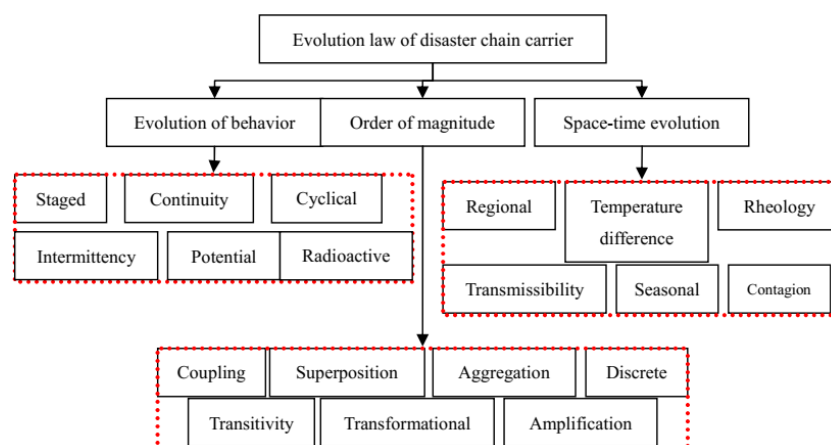 Evolution law of disaster chain carrier
Evolution of behavior
Order of magnitude
Space-time evolution
Staged
Continuity
Cyclical
Intermittency
Potential
Radioactive
Regional
Temperature
difference
Rheology
Transmissibility
Seasonal
Contagion
Coupling
Superposition
Aggregation
Discrete
Transitivity
Transformational
Amplification